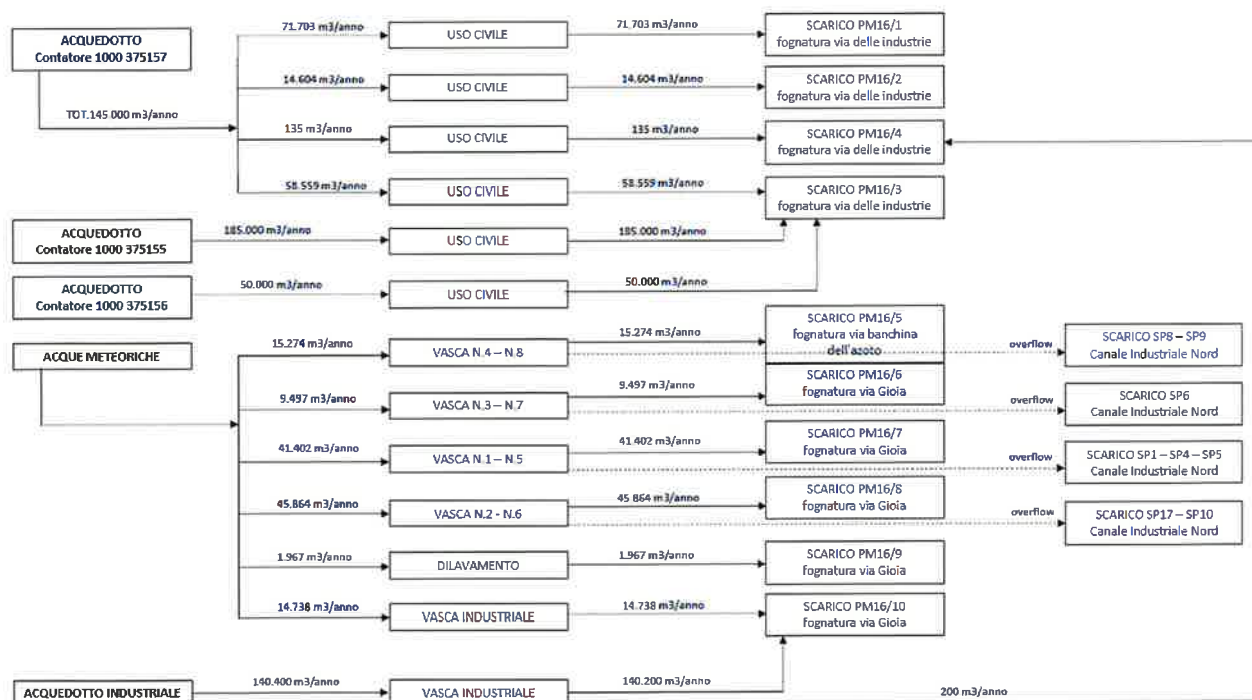 71.703 m3/anno
71.703 m3/anno
ACQUEDOTTO
Contatore 1000 375157
USO CIVILE
SCARICO PM16/1
fognatura via delle industrie
TOT.145.000 m3/anno
14.604 m3/anno
USO CIVILE
14.604 m3/anno
SCARICO PM16/2
fognatura via delle industrie
135 m3/anno
USO CIVILE
135 m3/anno
SCARICO PM16/4
fognatura via delle industrie
58.559 m3/anno
USO CIVILE
58.559 m3/anno
SCARICO PM16/3
fognatura via delle industrie
ACQUEDOTTO
Contatore 1000 375155
185.000 m3/anno
USO CIVILE
185.000 m3/anno
ACQUEDOTTO
Contatore 1000 375156
50.000 m3/anno
USO CIVILE
50.000 m3/anno
ACQUE METEORICHE
15.274 m3/anno
VASCA N.4 – N.8
15.274 m3/anno
SCARICO PM16/5
fognatura via banchina
dell'azoto
overflow
SCARICO SP8 – SP9
Canale Industriale Nord
9.497 m3/anno
VASCA N.3 – N.7
9.497 m3/anno
SCARICO PM16/6
fognatura via Gioia
overflow
SCARICO SP6
Canale Industriale Nord
41.402 m3/anno
VASCA N.1 – N.5
41.402 m3/anno
SCARICO PM16/7
fognatura via Gioia
overflow
SCARICO SP1 – SP4 – SP5
Canale Industriale Nord
45.864 m3/anno
VASCA N.2 - N.6
45 864 m3/anno
SCARICO PM16/8
fognatura via Gioia
overflow
SCARICO SP17 – SP10
Canale Industriale Nord
1.967 m3/anno
DILAVAMENTO
1.967 m3/anno
SCARICO PM16/9
fognatura via Gioia
14.738 m3/anno
VASCA INDUSTRIALE
14.738 m3/anno
SCARICO PM16/10
fognatura via Gioia
ACQUEDOTTO INDUSTRIALE
140.400 m3/anno
VASCA INDUSTRIALE
140.200 m3/anno
200 m3/anno